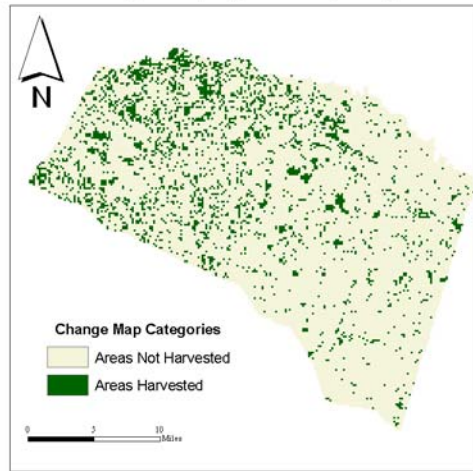 N
Change Map Categories
Areas Not Harvested
Areas Harvested
0 5 10
Miles